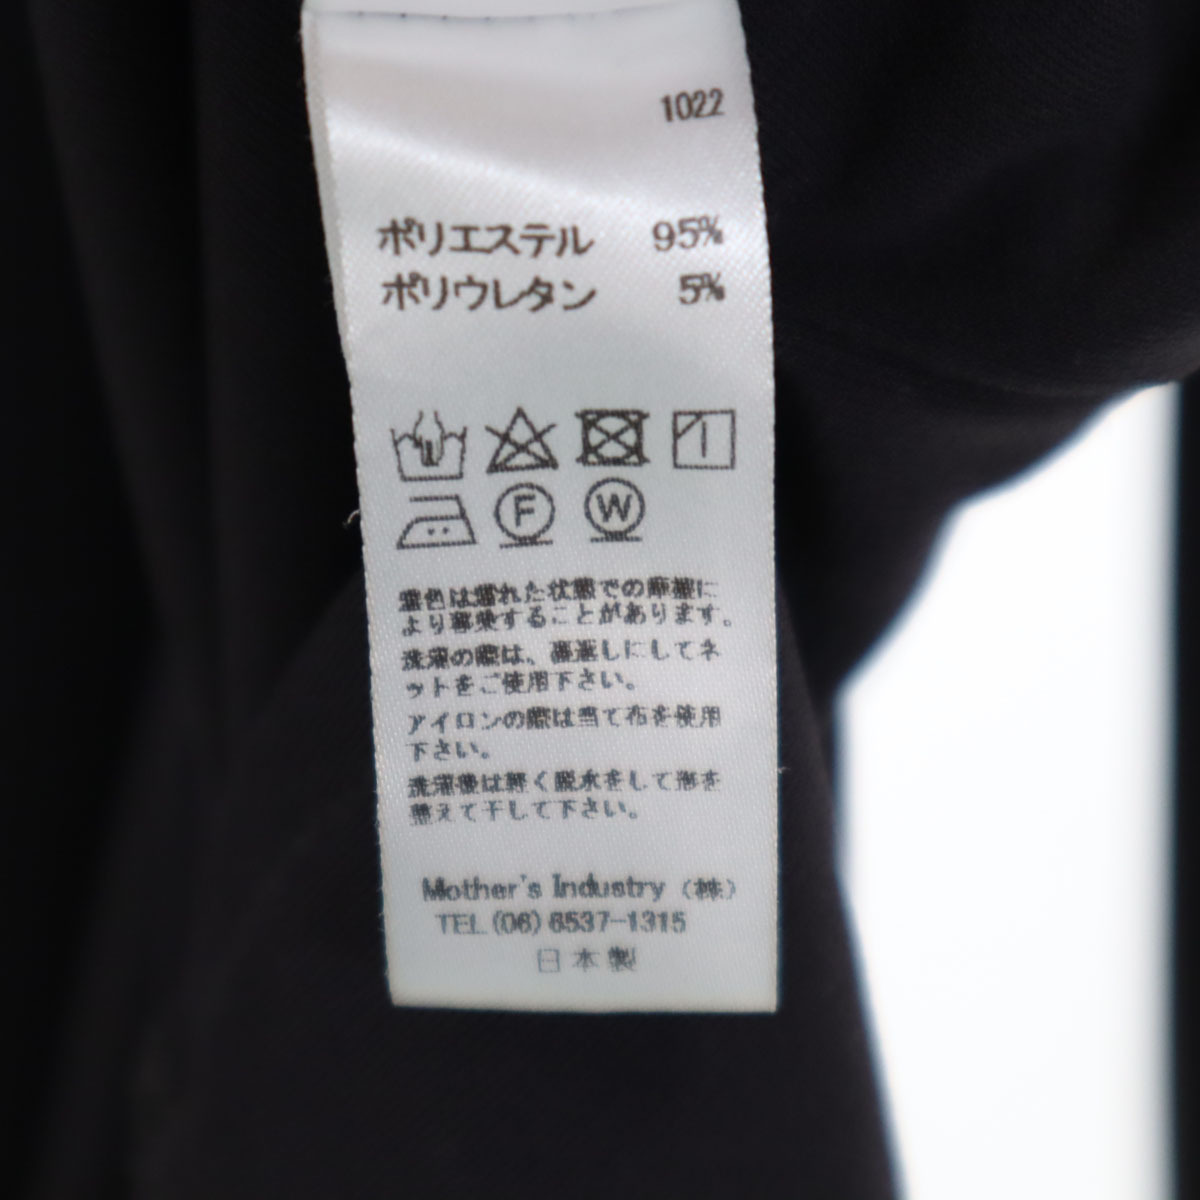 1022
ポリエステル 95%
ポリウレタン 5%
F W
濃色は濡れた状態での摩擦に
より移染することがあります。
洗濯の際は、裏返しにしてネ
ットをご使用下さい。
アイロンの際は当て布を使用
下さい。
洗濯後は軽く脱水をして形を
整えて干して下さい。
Mother's Industry (株)
TEL (06) 6537-1315
日本製